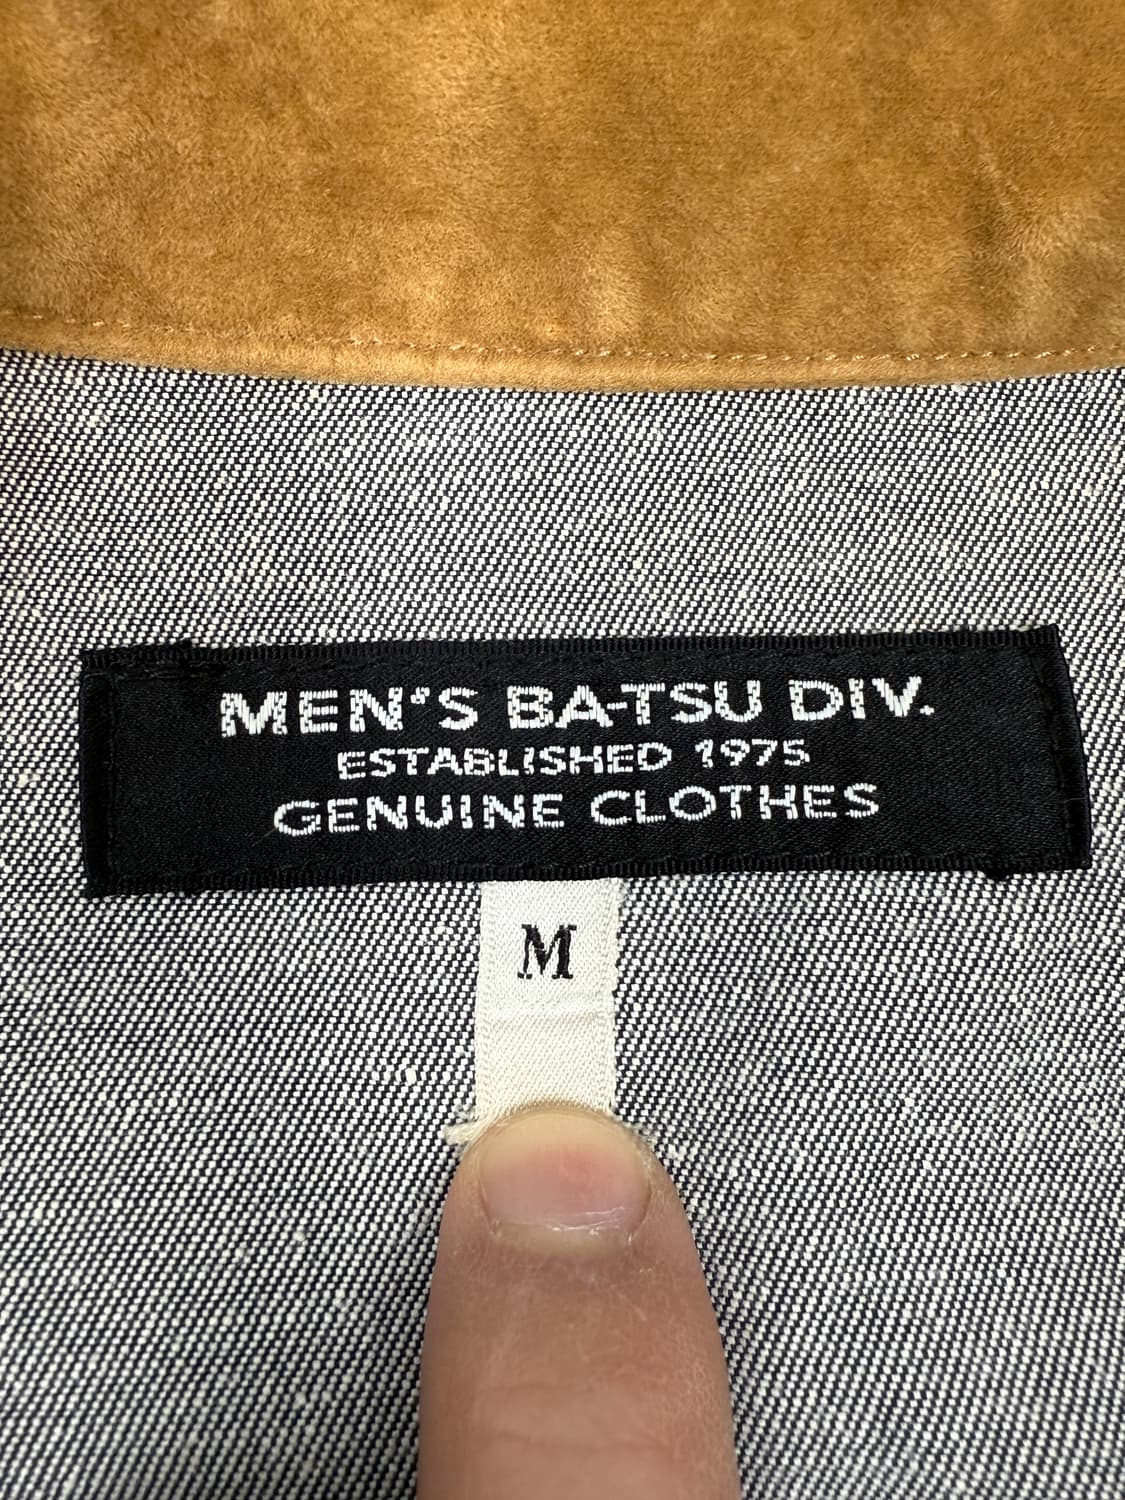 MEN'S BA-TSU DIV.
ESTABLISHED 1975
GENUINE CLOTHES
M